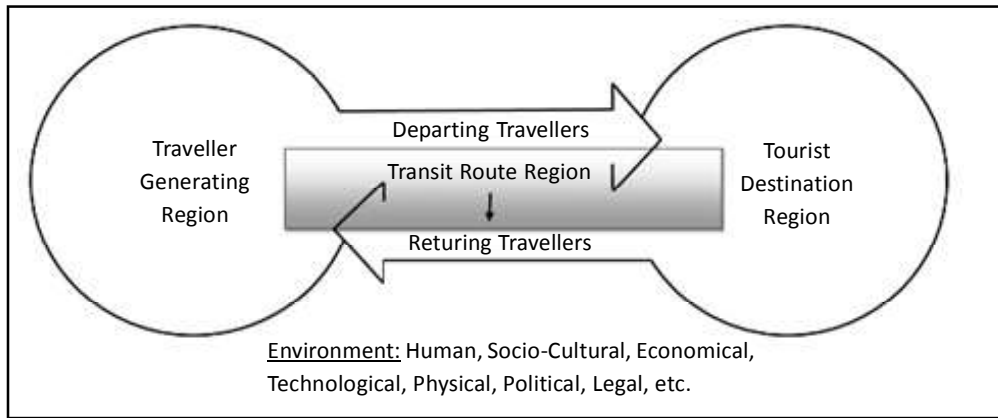 Departing Travellers
Traveller
Generating
Region
Transit Route Region
Tourist
Destination
Region
Returing Travellers
Environment: Human, Socio-Cultural, Economical,
Technological, Physical, Political, Legal, etc.